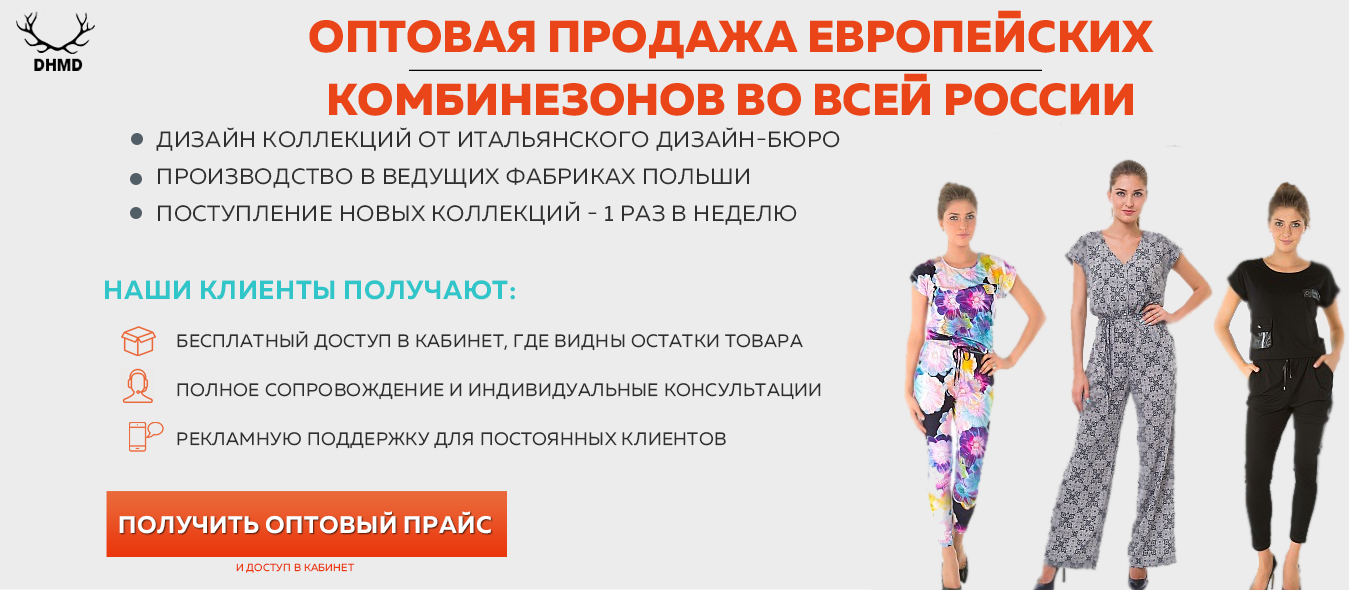 DHMD
ОПТОВАЯ ПРОДАЖА ЕВРОПЕЙСКИХ
КОМБИНЕЗОНОВ ВО ВСЕЙ РОССИИ
ДИЗАЙН КОЛЛЕКЦИЙ ОТ ИТАЛЬЯНСКОГО ДИЗАЙН-БЮРО
ПРОИЗВОДСТВО В ВЕДУЩИХ ФАБРИКАХ ПОЛЬШИ
ПОСТУПЛЕНИЕ НОВЫХ КОЛЛЕКЦИЙ - 1 РАЗ В НЕДЕЛЮ
НАШИ КЛИЕНТЫ ПОЛУЧАЮТ:
БЕСПЛАТНЫЙ ДОСТУП В КАБИНЕТ, ГДЕ ВИДНЫ ОСТАТКИ ТОВАРА
ПОЛНОЕ СОПРОВОЖДЕНИЕ И ИНДИВИДУАЛЬНЫЕ КОНСУЛЬТАЦИИ
РЕКЛАМНУЮ ПОДДЕРЖКУ ДЛЯ ПОСТОЯННЫХ КЛИЕНТОВ
ПОЛУЧИТЬ ОПТОВЫЙ ПРАЙС
И ДОСТУП В КАБИНЕТ